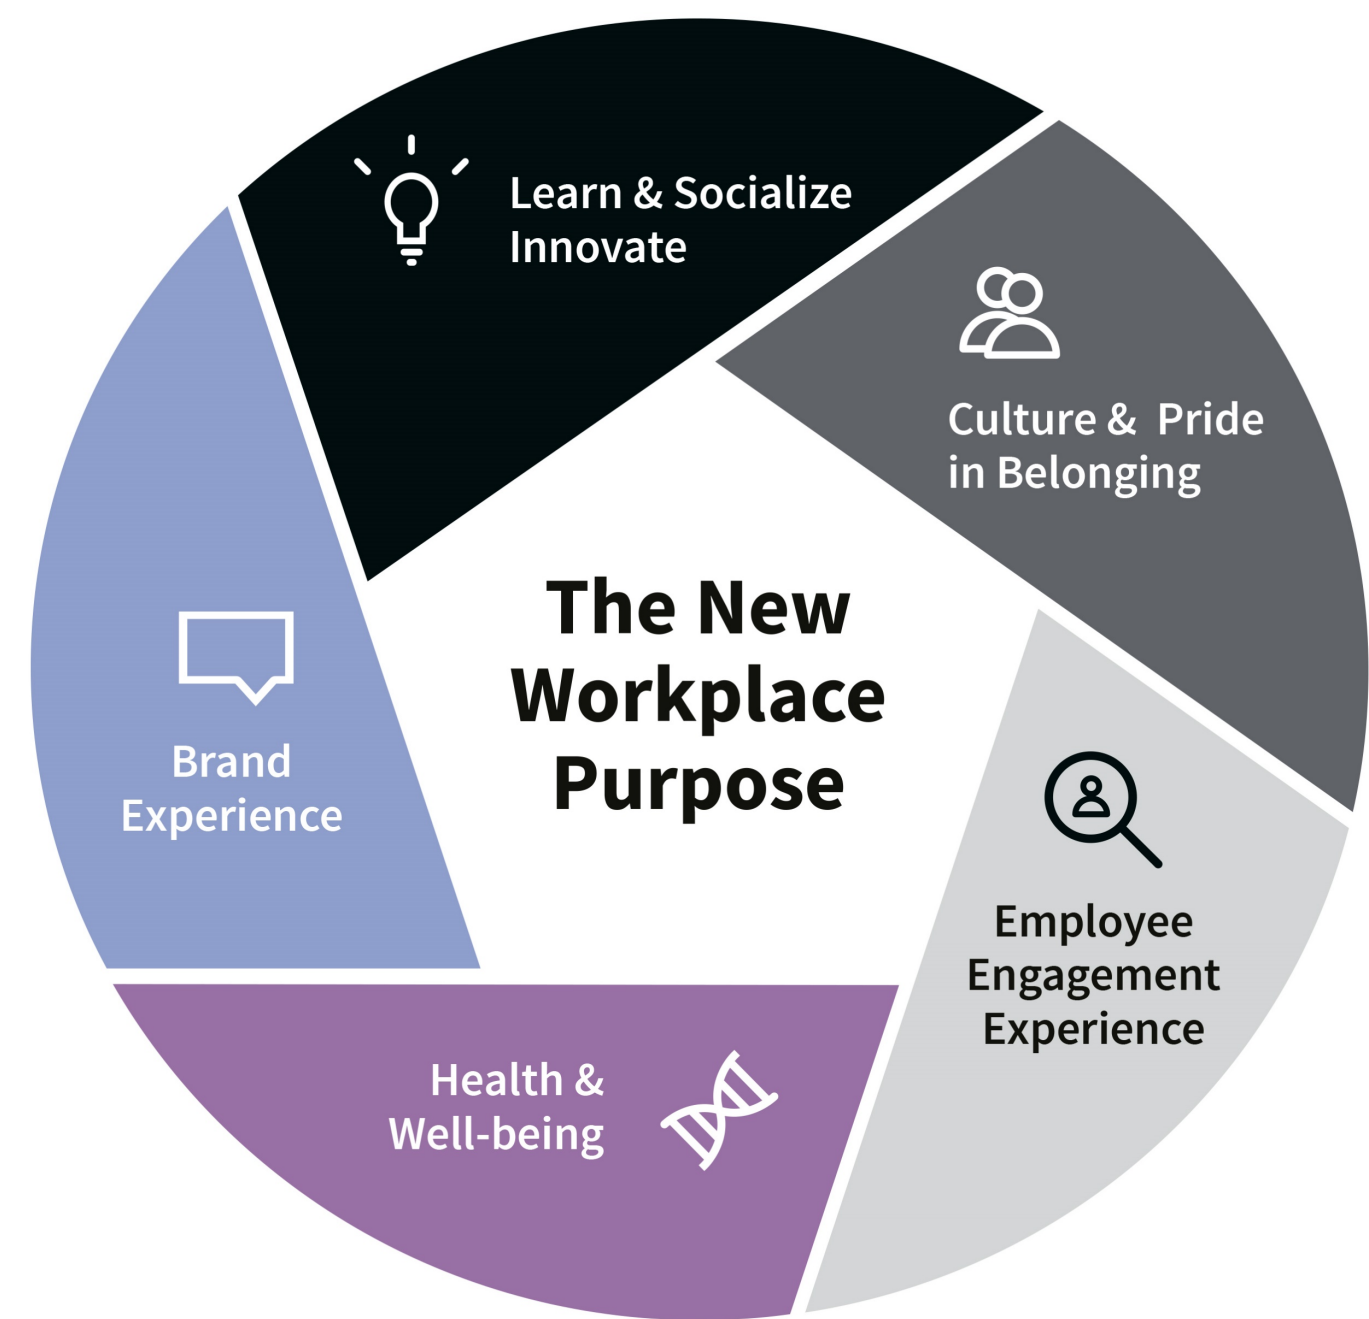 Learn & Socialize
Innovate
Culture & Pride
in Belonging
The New
Workplace
Purpose
Brand
Experience
Employee
Engagement
Experience
Health &
Well-being